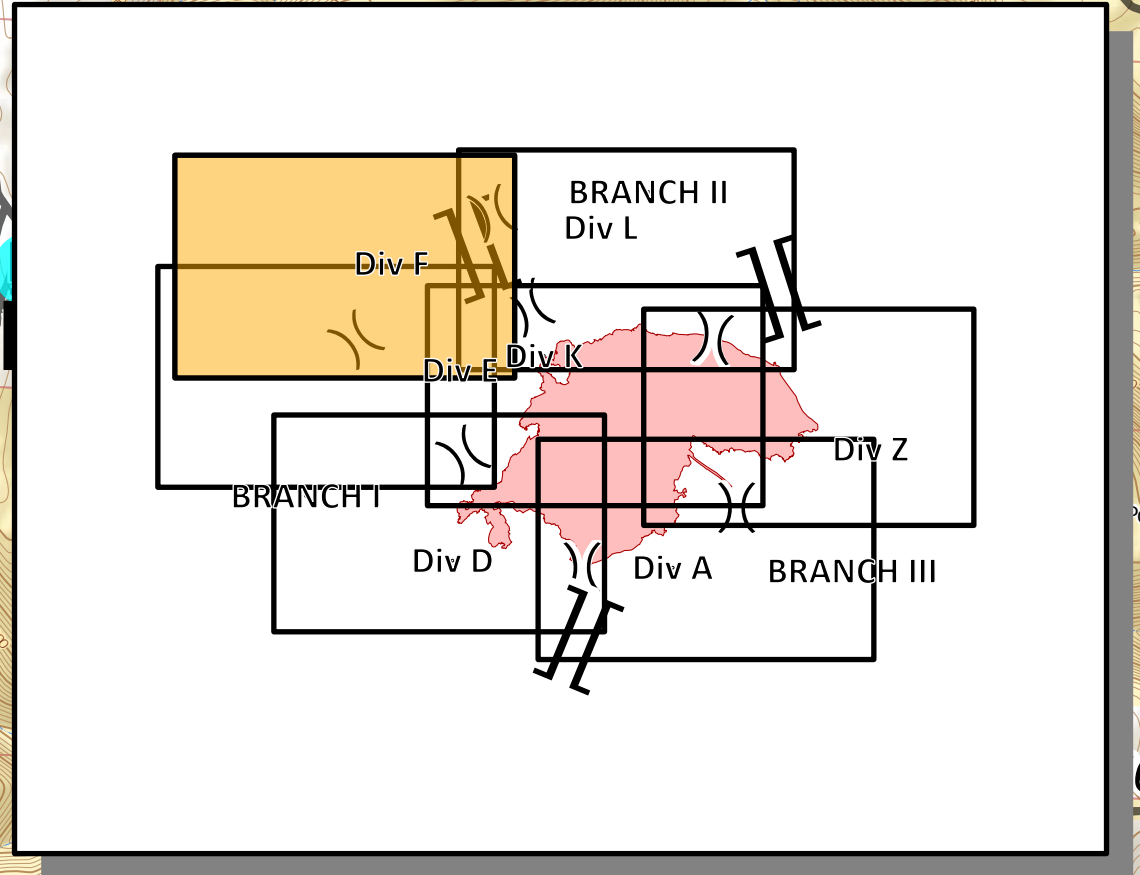 BRANCH II
Div L
Div F
Div K
Div E
Div Z
BRANCH I
Div D
Div A
BRANCH III